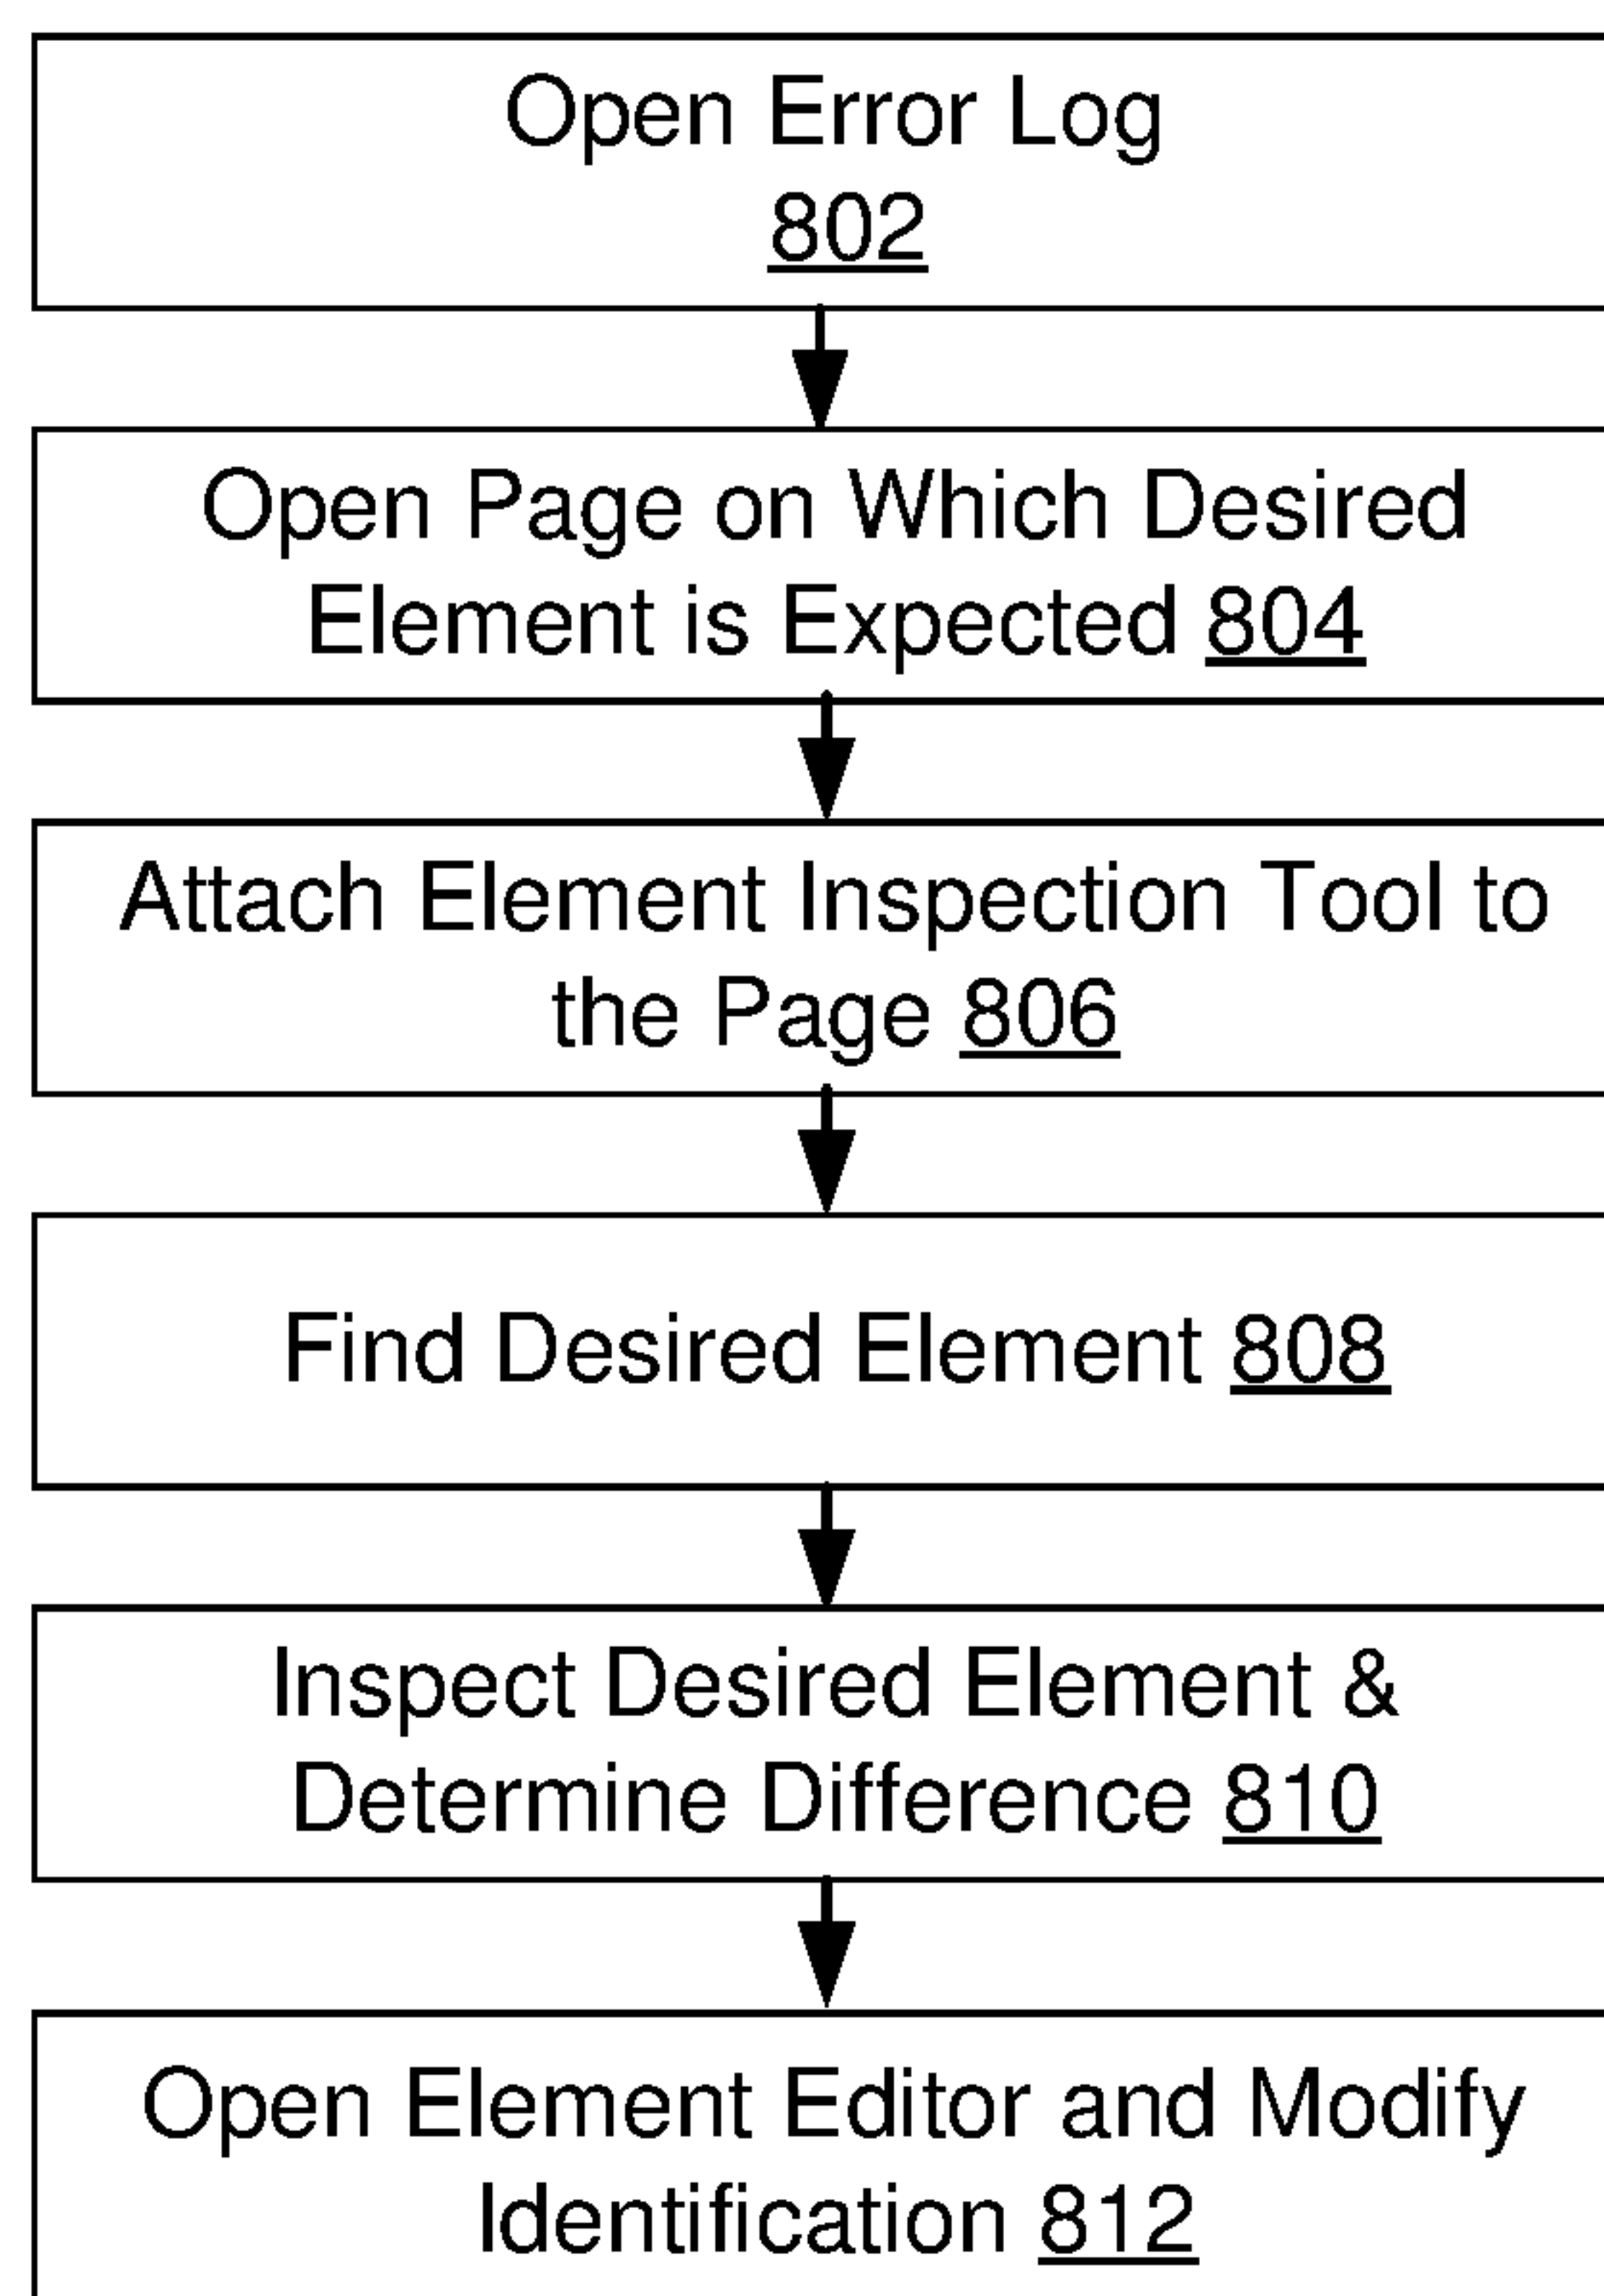 Open Error Log
802
Open Page on Which Desired
Element is Expected 804
Attach Element Inspection Tool to
the Page 806
Find Desired Element 808
Inspect Desired Element &
Determine Difference 810
Open Element Editor and Modify
Identification 812